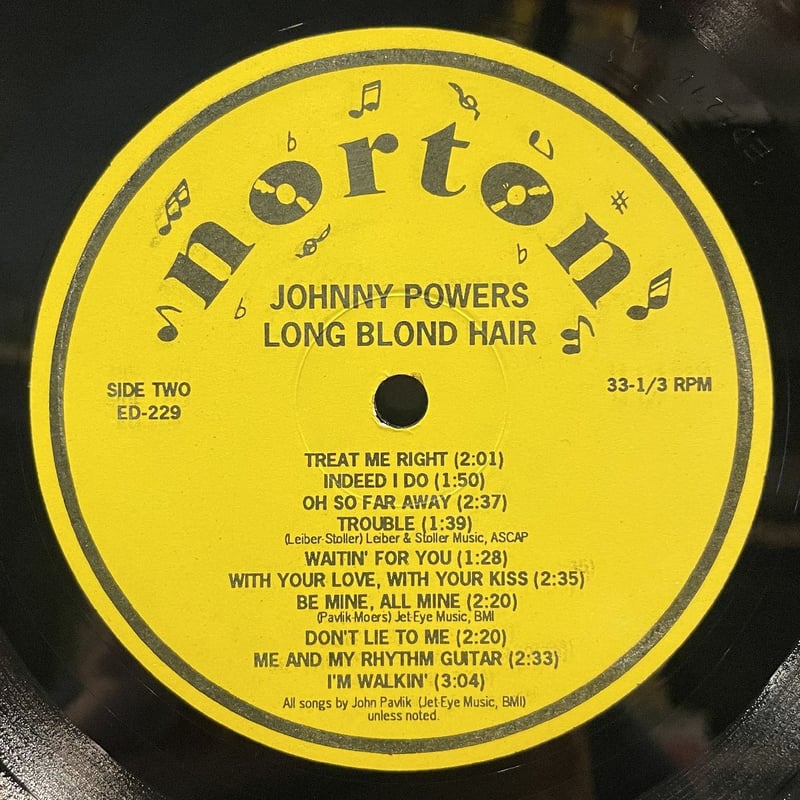 norton
JOHNNY POWERS
LONG BLOND HAIR
SIDE TWO
ED-229
33-1/3 RPM
TREAT ME RIGHT (2:01)
INDEED I DO (1:50)
OH SO FAR AWAY (2:37)
TROUBLE (1:39)
(Leiber-Stoller) Leiber & Stoller Music, ASCAP
WAITIN' FOR YOU (1:28)
WITH YOUR LOVE, WITH YOUR KISS (2:35)
BE MINE, ALL MINE (2:20)
(Pavlik-Moers) Jet-Eye Music, BMI
DON'T LIE TO ME (2:20)
ME AND MY RHYTHM GUITAR (2:33)
I'M WALKIN' (3:04)
All songs by John Pavlik (Jet-Eye Music, BMI)
unless noted.